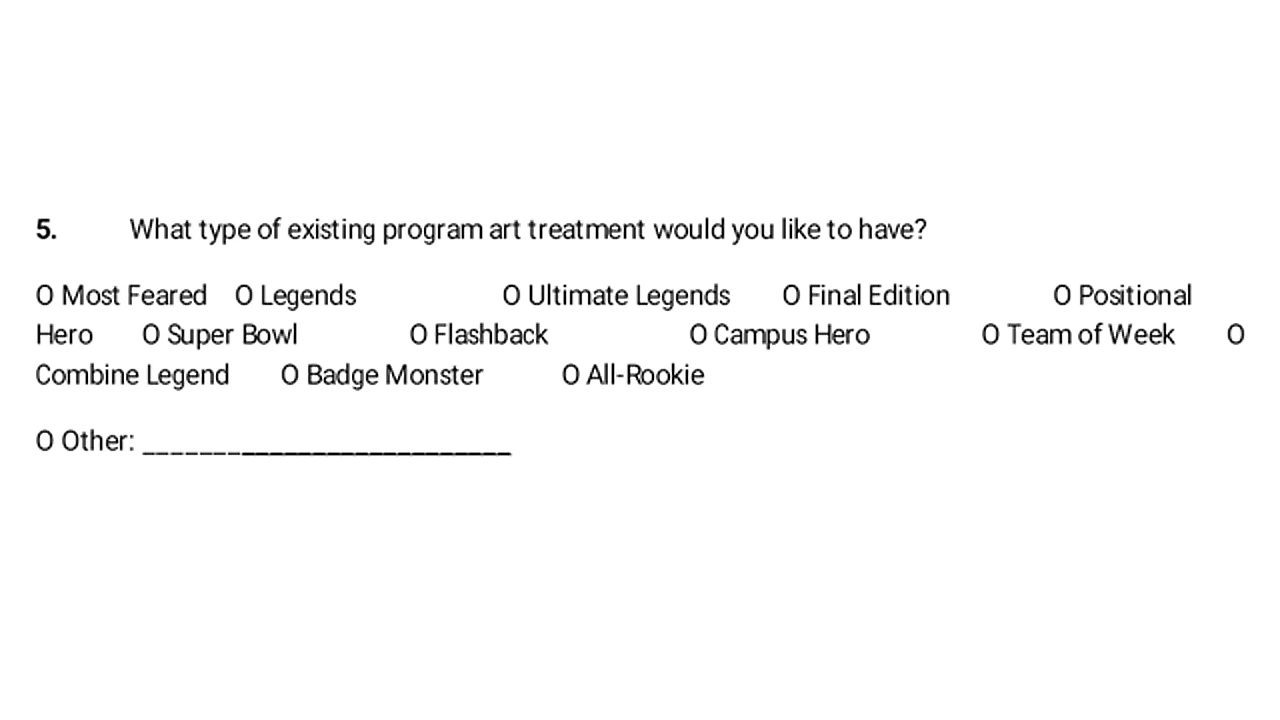 5. What type of existing program art treatment would you like to have?
O Most Feared O Legends O Ultimate Legends O Final Edition O Positional
Hero O Super Bowl O Flashback O Campus Hero O Team of Week O
Combine Legend O Badge Monster O All-Rookie
O Other: __________________________